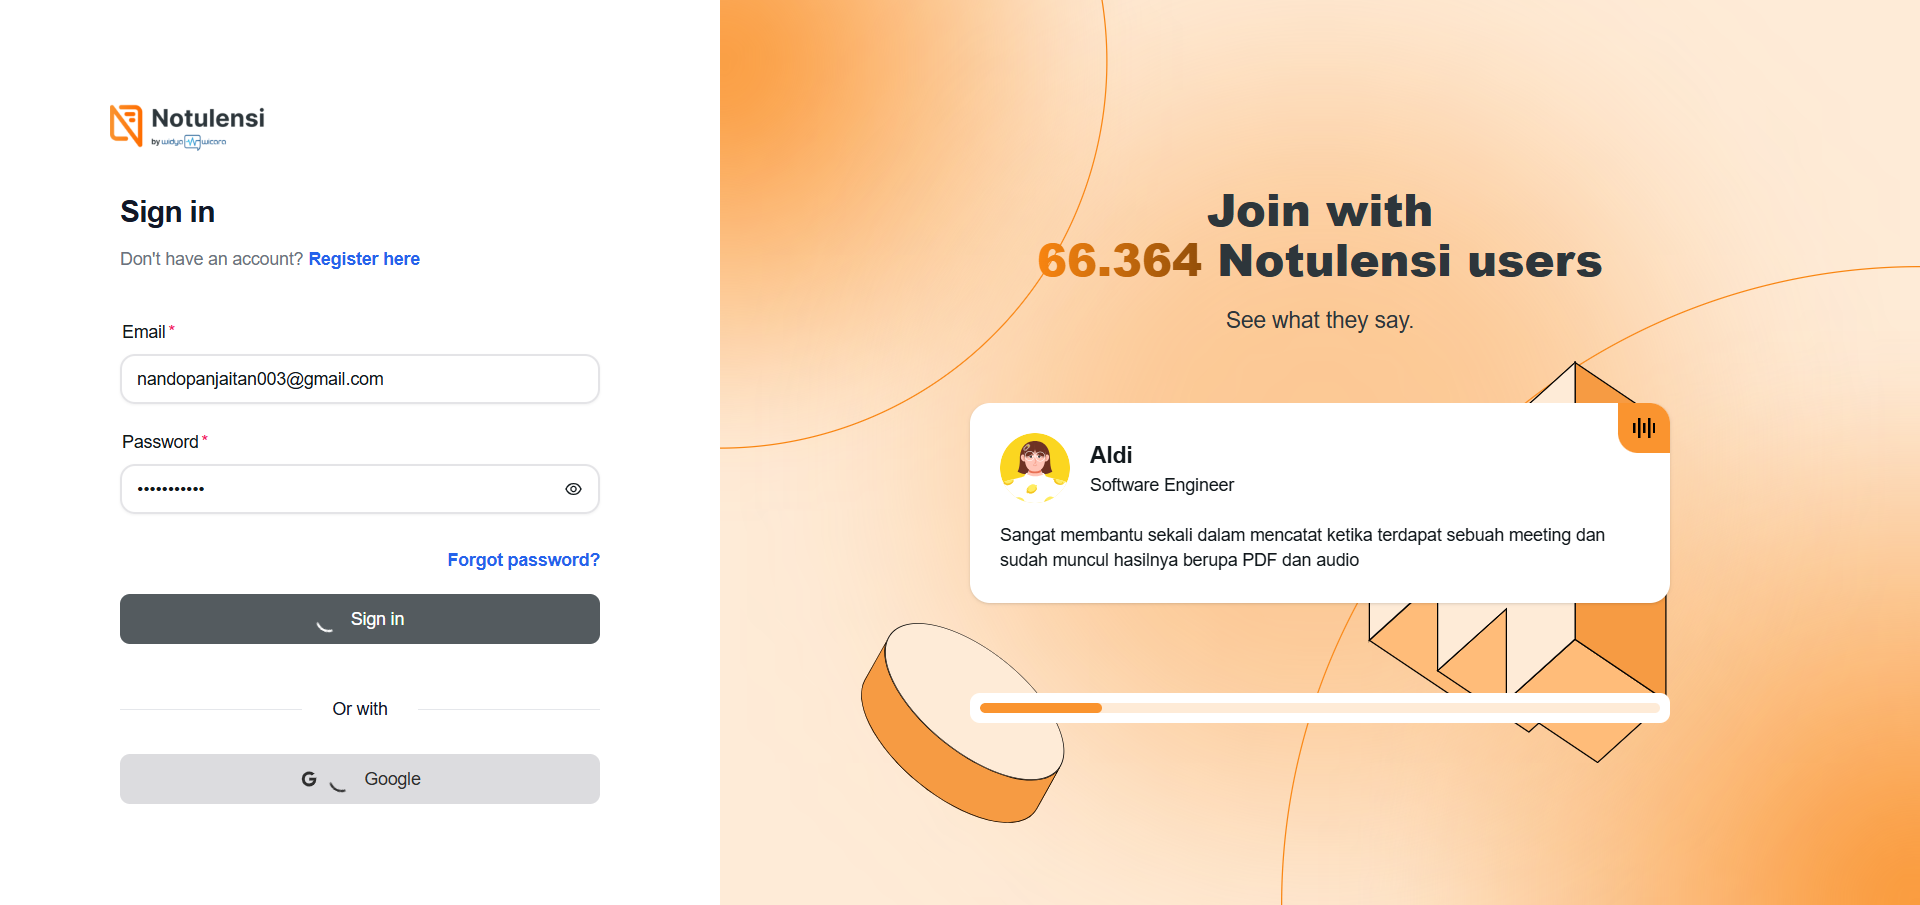 Notulensi
by widya wicara
Sign in
Don't have an account? Register here
Email *
nandopanjaitan003@gmail.com
Password *
•••••••••••
Forgot password?
Sign in
Or with
G Google
Join with
66.364 Notulensi users
See what they say.
Aldi
Software Engineer
Sangat membantu sekali dalam mencatat ketika terdapat sebuah meeting dan
sudah muncul hasilnya berupa PDF dan audio